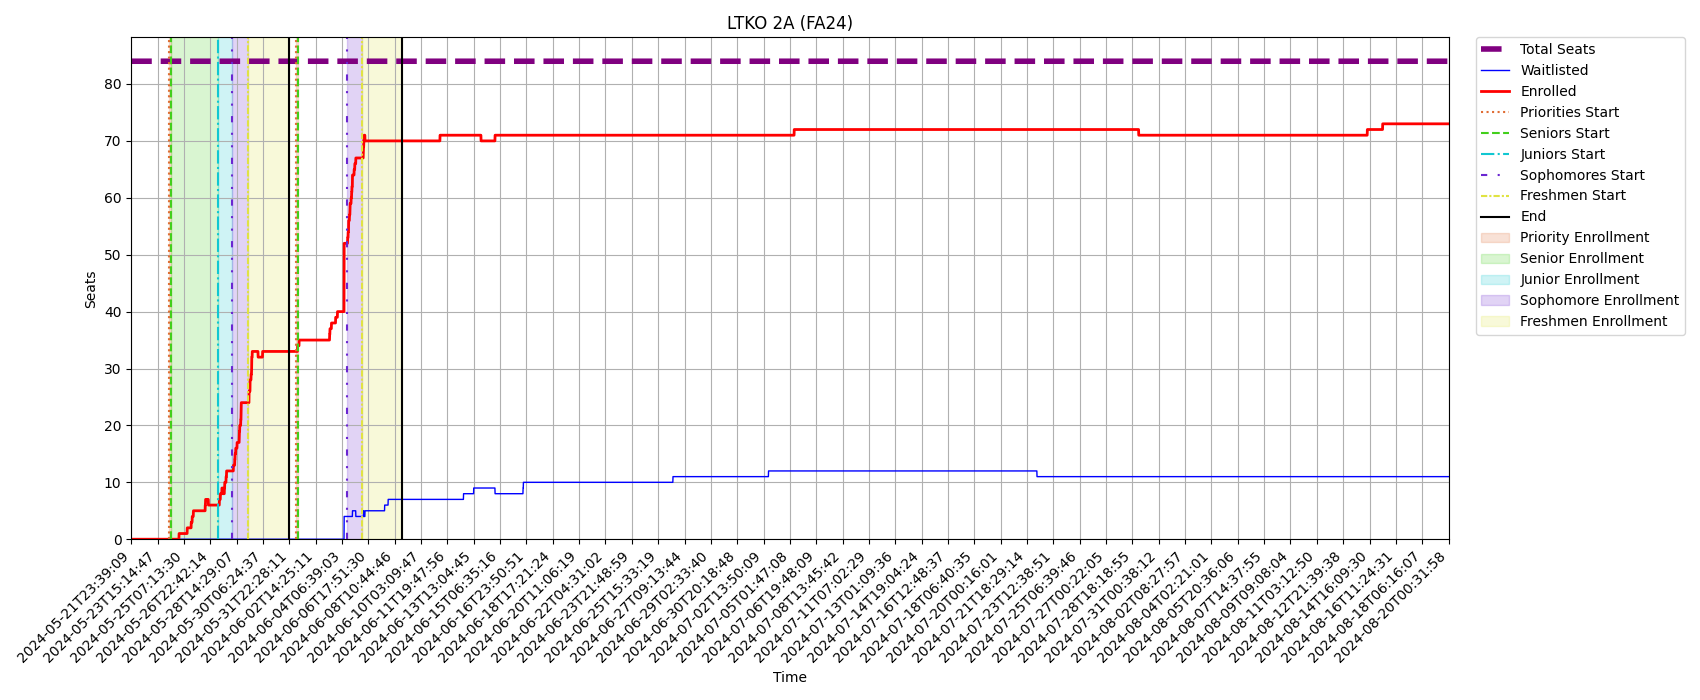 LTKO 2A (FA24)
Total Seats
Waitlisted
Enrolled
Priorities Start
Seniors Start
Juniors Start
Sophomores Start
Freshmen Start
End
Priority Enrollment
Senior Enrollment
Junior Enrollment
Sophomore Enrollment
Freshmen Enrollment
Seats
80
70
60
50
40
30
20
10
0
2024-05-21T23:39:09
2024-05-23T15:14:47
2024-05-25T07:13:30
2024-05-26T22:42:14
2024-05-28T14:29:07
2024-05-30T06:24:37
2024-05-31T22:28:11
2024-06-02T14:25:11
2024-06-04T06:39:03
2024-06-06T17:51:30
2024-06-08T10:44:46
2024-06-10T03:09:47
2024-06-11T19:47:56
2024-06-13T13:04:45
2024-06-15T06:35:16
2024-06-16T23:50:51
2024-06-18T17:21:24
2024-06-20T11:06:19
2024-06-22T04:31:02
2024-06-23T21:48:59
2024-06-25T15:33:19
2024-06-27T09:13:44
2024-06-29T02:33:40
2024-06-30T20:18:48
2024-07-02T13:50:09
2024-07-05T01:47:08
2024-07-06T19:48:09
2024-07-08T13:45:42
2024-07-11T07:02:29
2024-07-13T01:09:36
2024-07-14T19:04:24
2024-07-16T12:48:37
2024-07-18T06:40:35
2024-07-20T00:16:01
2024-07-21T18:29:14
2024-07-23T12:38:51
2024-07-25T06:39:46
2024-07-27T00:22:05
2024-07-28T18:18:55
2024-07-31T00:38:12
2024-08-02T08:27:57
2024-08-04T02:21:01
2024-08-05T20:36:06
2024-08-07T14:37:55
2024-08-09T09:08:04
2024-08-11T03:12:50
2024-08-12T21:39:38
2024-08-14T16:09:30
2024-08-16T11:24:31
2024-08-18T06:16:07
2024-08-20T00:31:58
Time